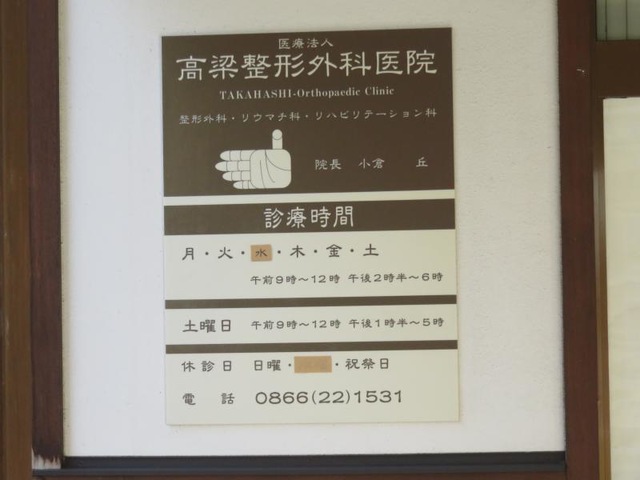 医療法人
高梁整形外科医院
TAKAHASHI-Orthopaedic Clinic
整形外科・リウマチ科・リハビリテーション科
院長 小倉 丘
診療時間
月・火・水・木・金・土
午前9時～12時 午後2時半～6時
土曜日 午前9時～12時 午後1時半～5時
休診日 日曜・ ・祝祭日
電話 0866(22)1531